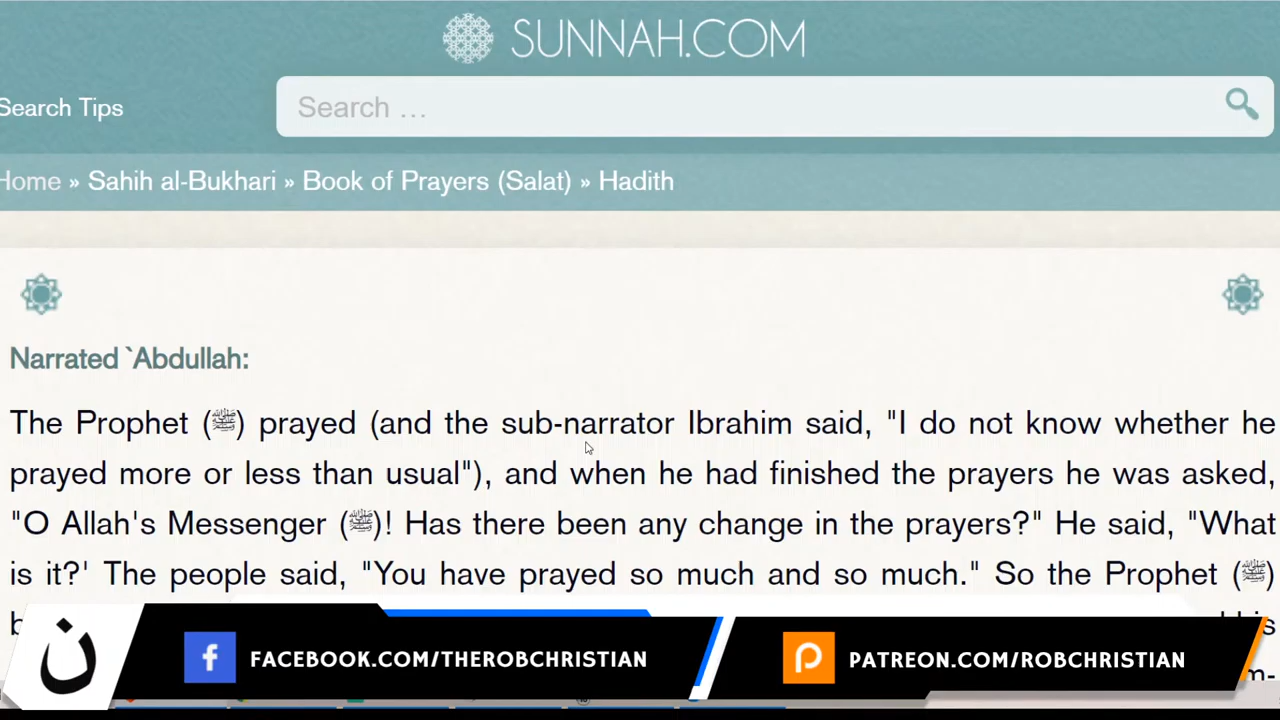 SUNNAH.COM
Search Tips
Search …
Home » Sahih al-Bukhari » Book of Prayers (Salat) » Hadith
Narrated `Abdullah:
The Prophet (ﷺ) prayed (and the sub-narrator Ibrahim said, "I do not know whether he
prayed more or less than usual"), and when he had finished the prayers he was asked,
"O Allah's Messenger (ﷺ)! Has there been any change in the prayers?" He said, "What
is it?' The people said, "You have prayed so much and so much." So the Prophet (ﷺ)
ن
FACEBOOK.COM/THEROBCHRISTIAN
PATREON.COM/ROBCHRISTIAN